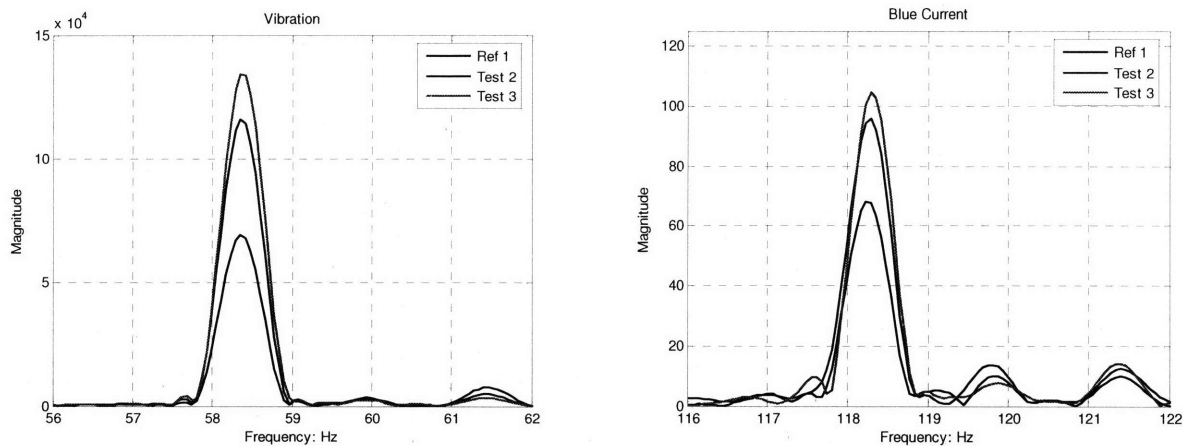 Vibration
x 10⁴
15
10
5
0
Magnitude
56 57 58 59 60 61 62
Frequency: Hz
Ref 1
Test 2
Test 3
Blue Current
120
100
80
60
40
20
0
Magnitude
116 117 118 119 120 121 122
Frequency: Hz
Ref 1
Test 2
Test 3